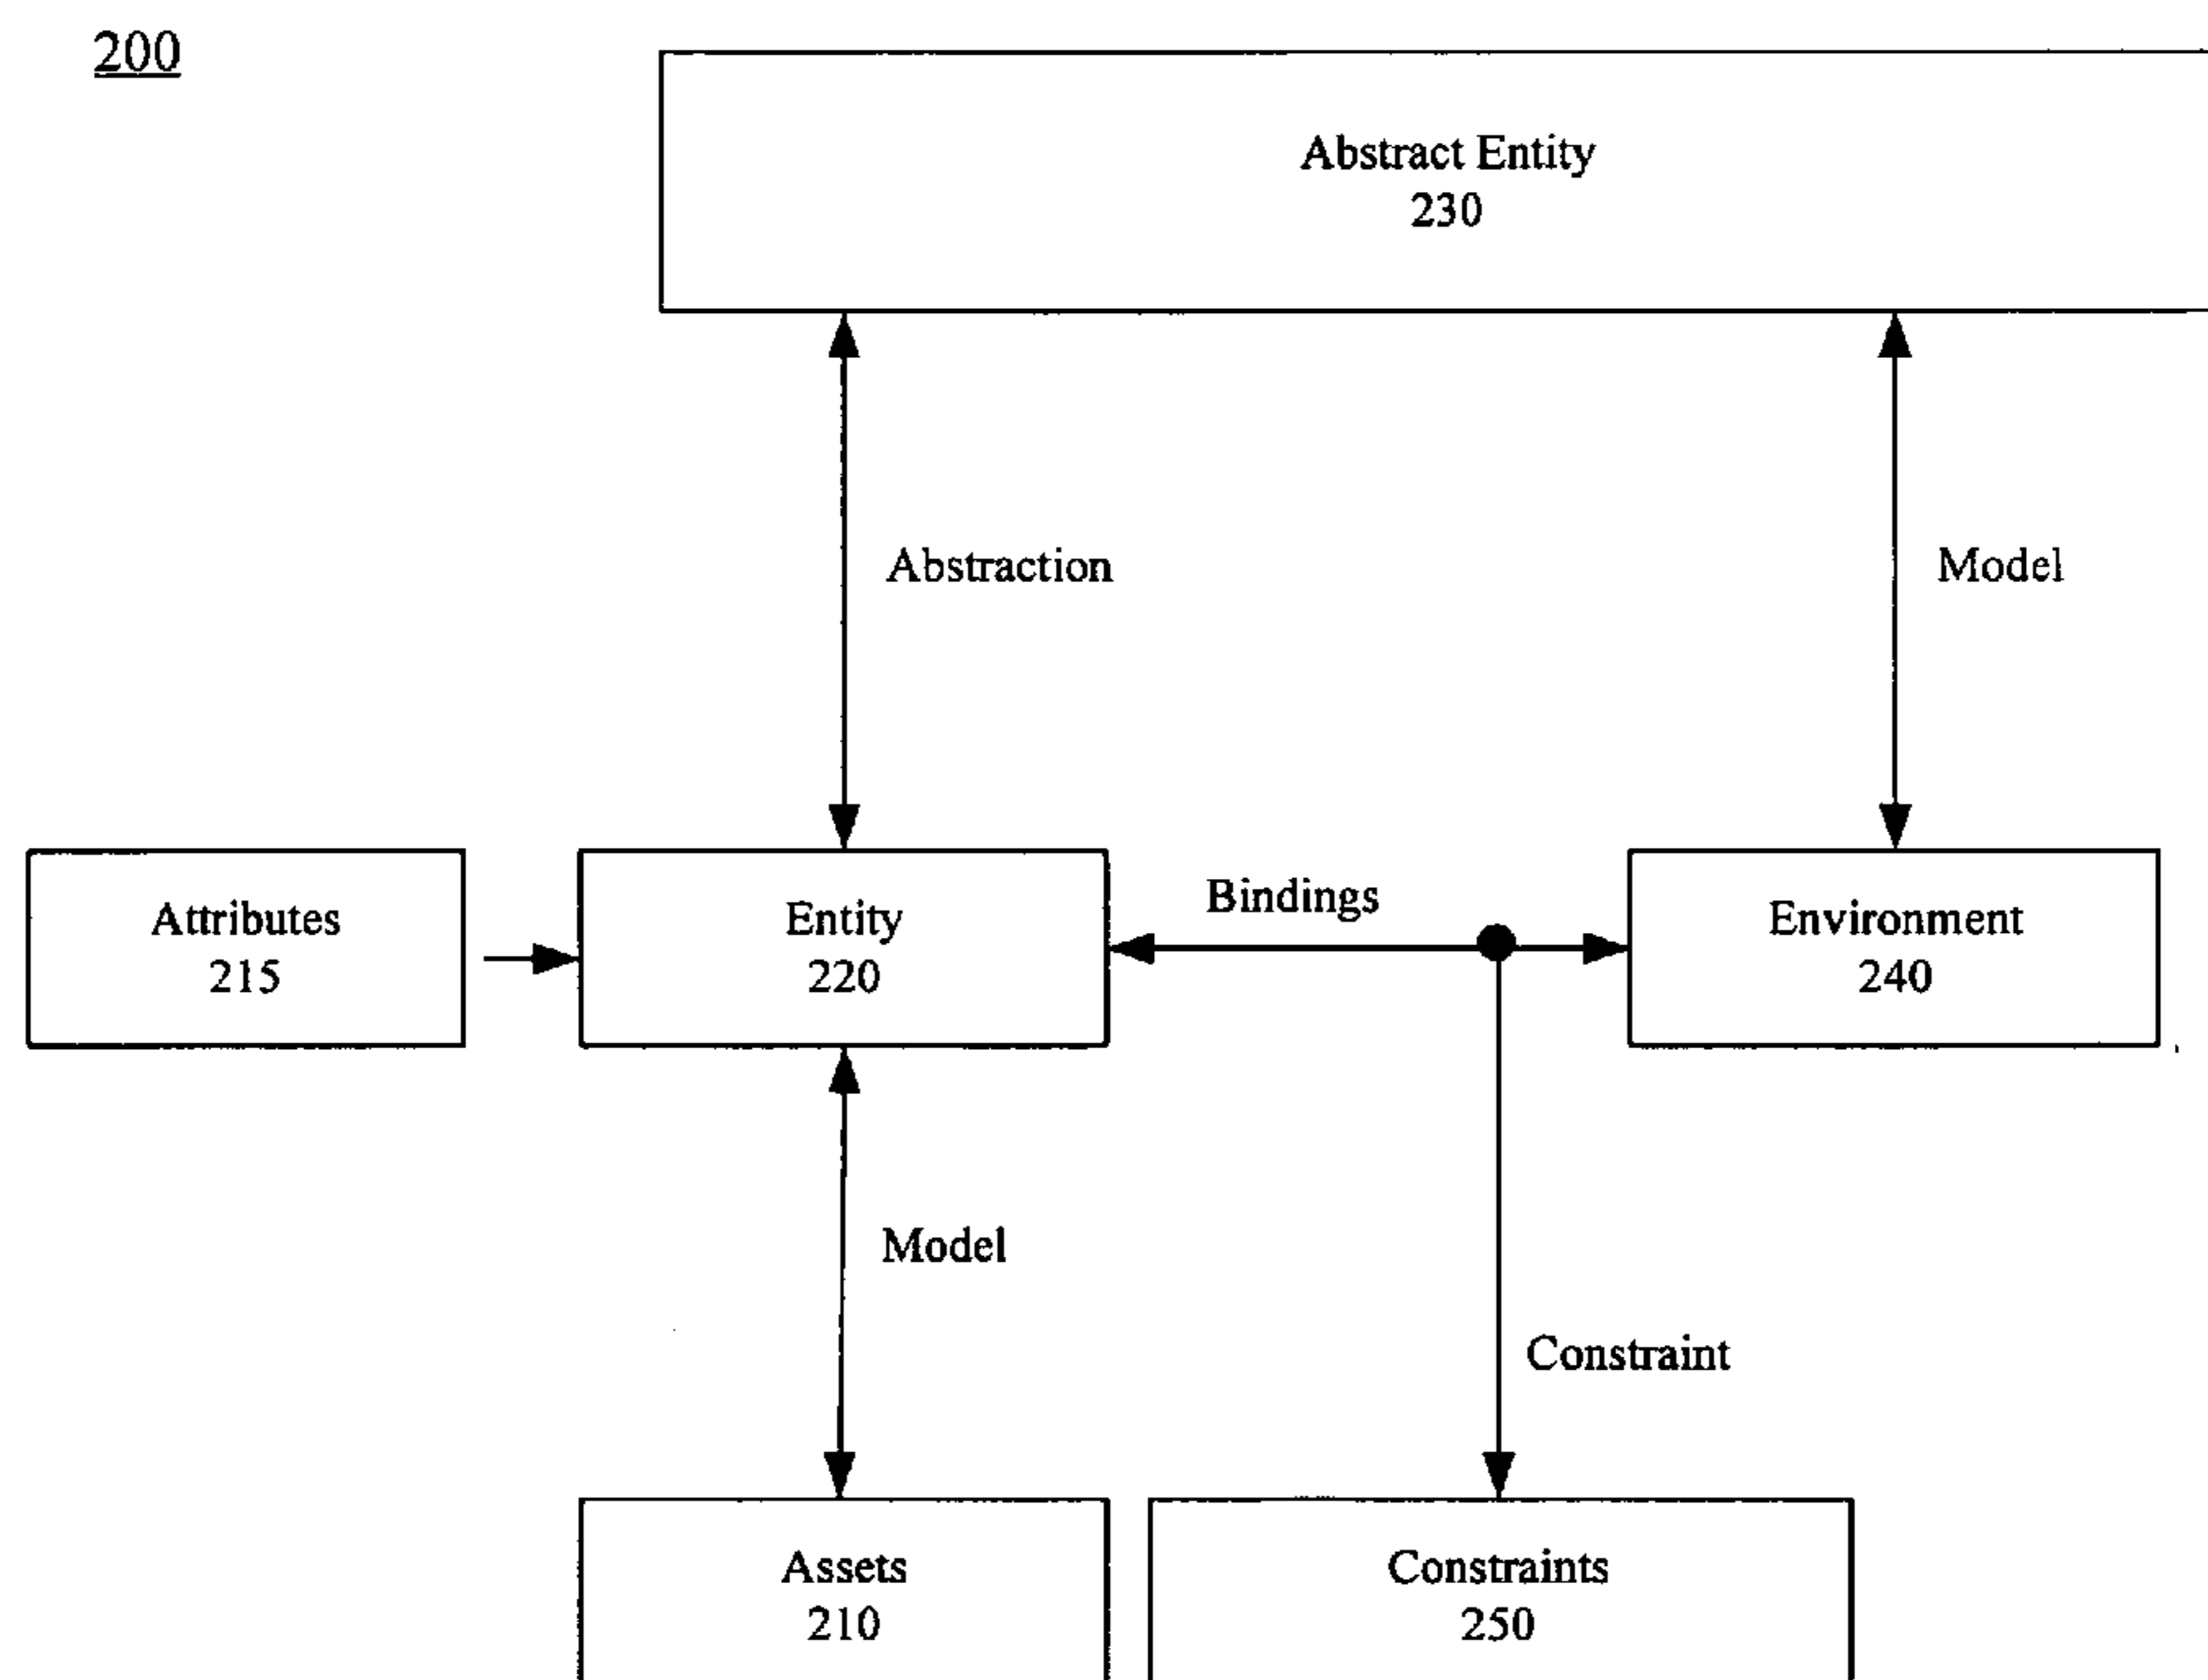 200
Abstract Entity
230
Abstraction
Model
Attributes
215
Entity
220
Bindings
Environment
240
Model
Constraint
Assets
210
Constraints
250